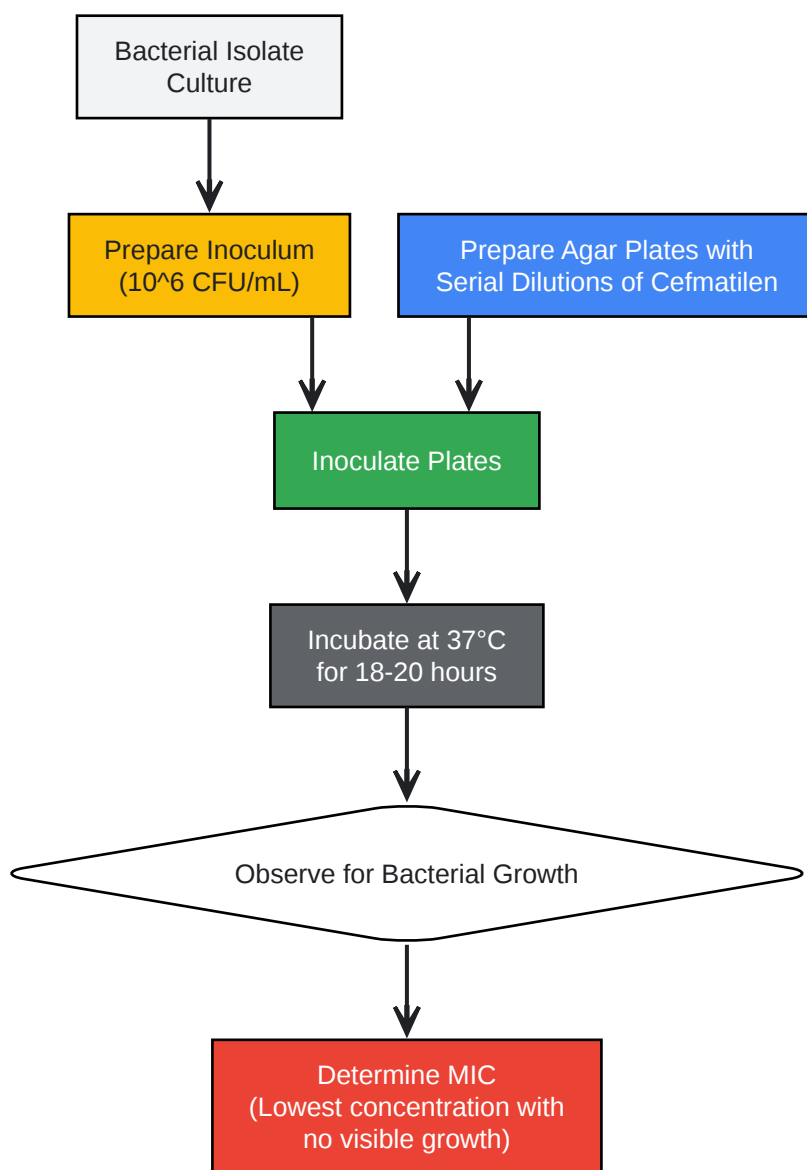 Bacterial Isolate
Culture
Prepare Inoculum
(10^6 CFU/mL)
Prepare Agar Plates with
Serial Dilutions of Cefmatilen
Inoculate Plates
Incubate at 37°C
for 18-20 hours
Observe for Bacterial Growth
Determine MIC
(Lowest concentration with
no visible growth)